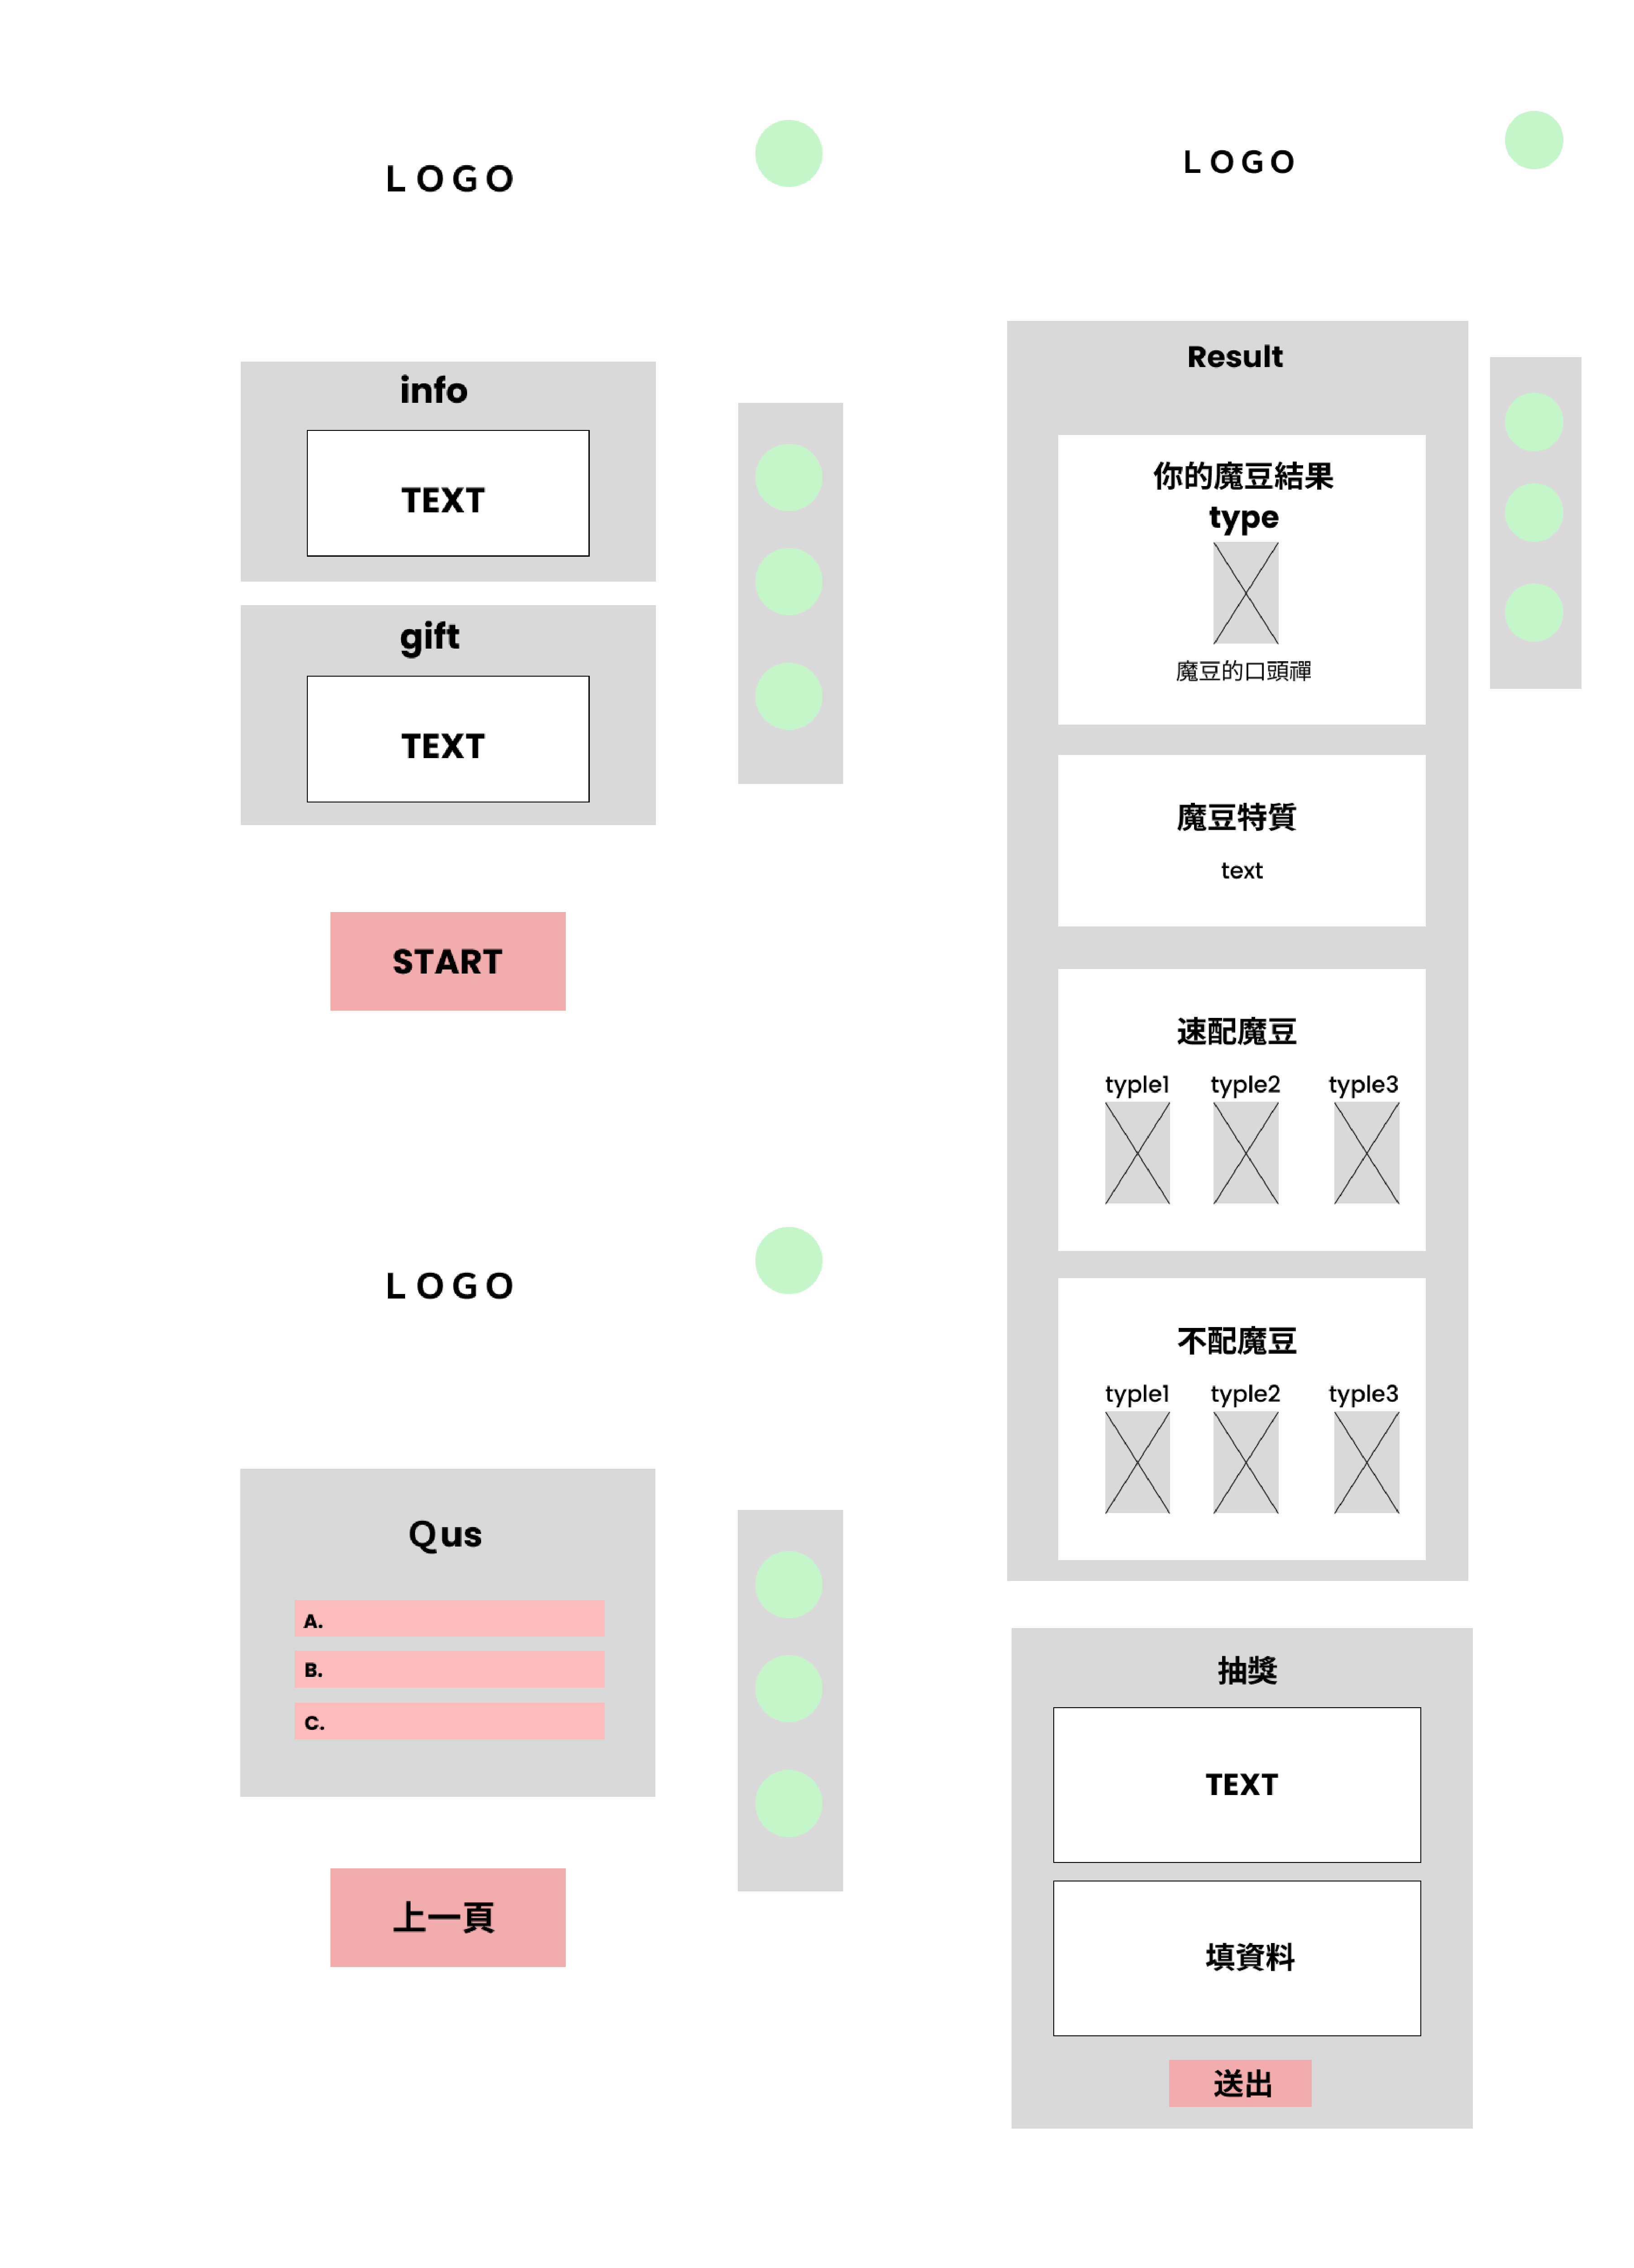 LOGO
info
TEXT
gift
TEXT
START
LOGO
Qus
A.
B.
C.
上一頁
LOGO
Result
你的魔豆結果
type
魔豆的口頭禪
魔豆特質
text
速配魔豆
typle1 typle2 typle3
不配魔豆
typle1 typle2 typle3
抽獎
TEXT
填資料
送出